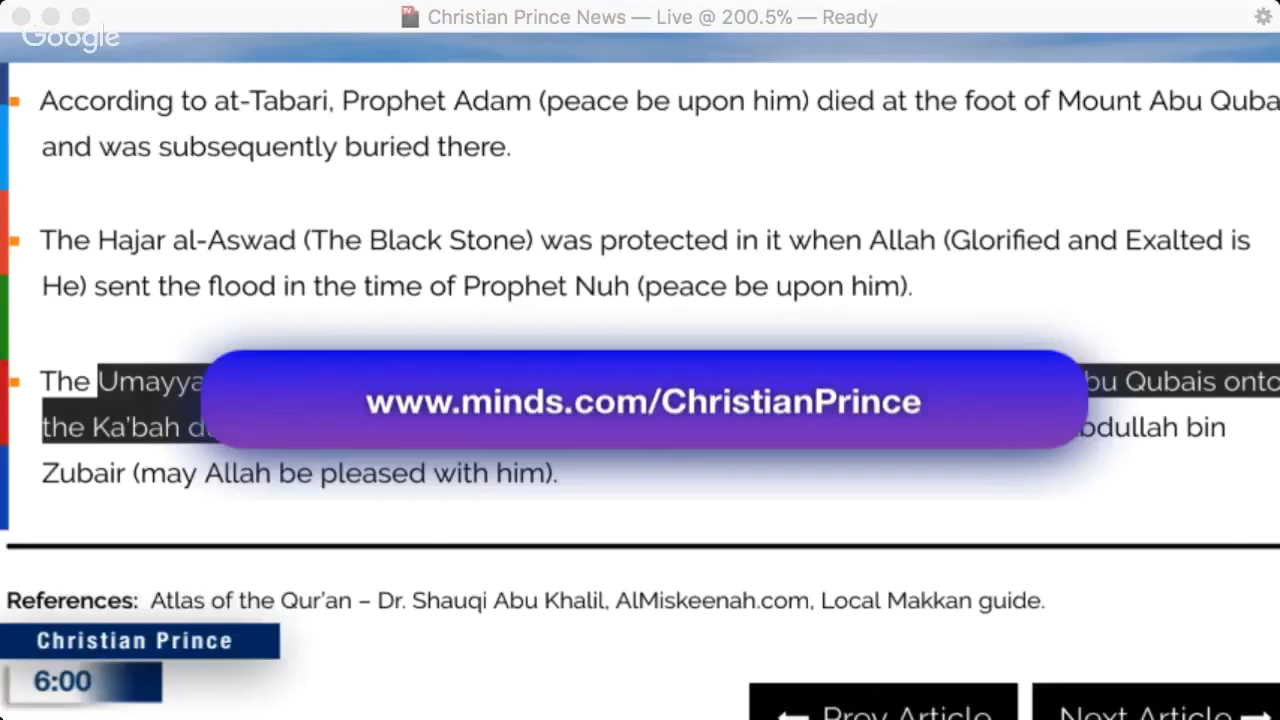 Christian Prince News — Live @ 200.5% — Ready
Google
According to at-Tabari, Prophet Adam (peace be upon him) died at the foot of Mount Abu Quba
and was subsequently buried there.
The Hajar al-Aswad (The Black Stone) was protected in it when Allah (Glorified and Exalted is
He) sent the flood in the time of Prophet Nuh (peace be upon him).
The Umayya bu Qubais onto
www.minds.com/ChristianPrince
the Ka'bah d bdullah bin
Zubair (may Allah be pleased with him).
References: Atlas of the Qur'an – Dr. Shauqi Abu Khalil, AlMiskeenah.com, Local Makkan guide.
Christian Prince
6:00
← Prev Article Next Article →